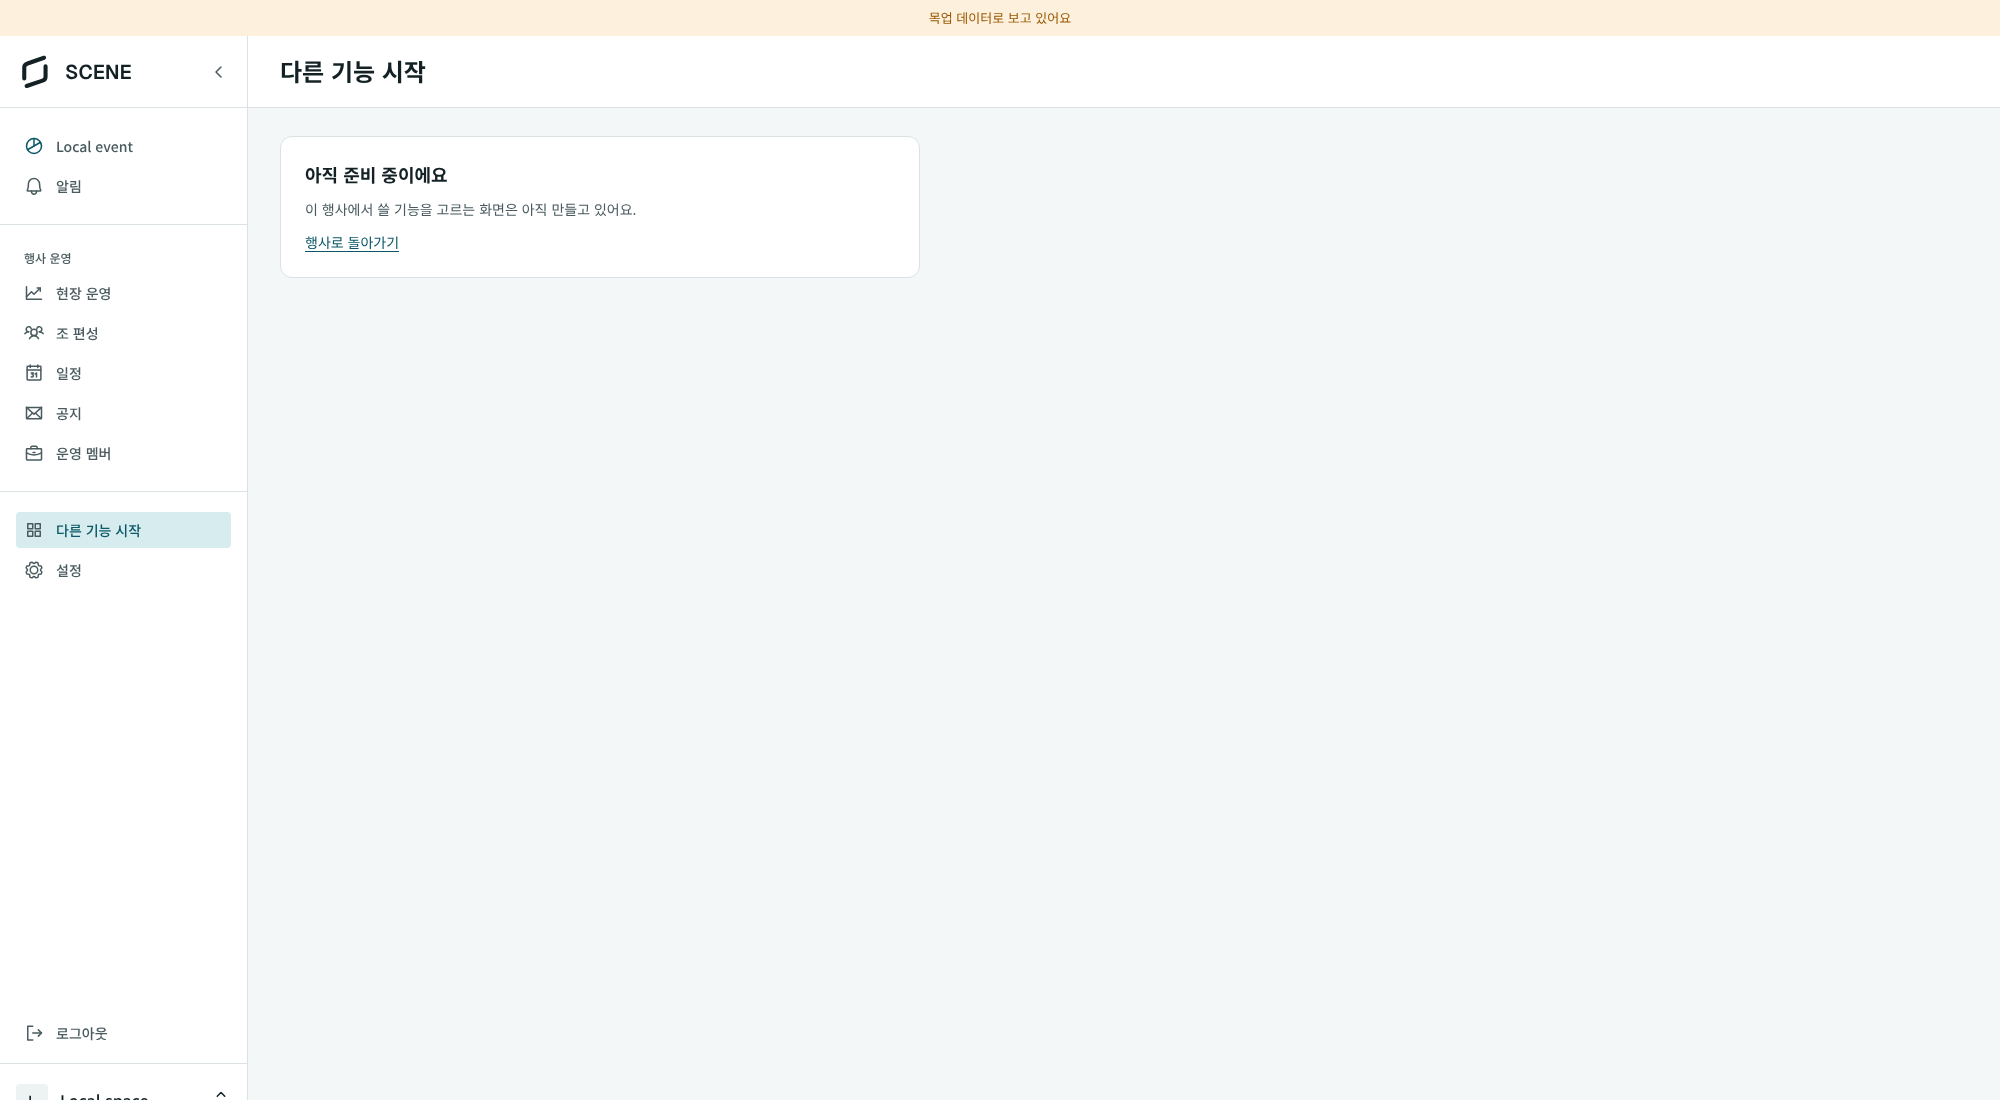 목업 데이터로 보고 있어요
SCENE
다른 기능 시작
Local event
알림
행사 운영
현장 운영
조 편성
일정
공지
운영 멤버
다른 기능 시작
설정
로그아웃
Local space
아직 준비 중이에요
이 행사에서 쓸 기능을 고르는 화면은 아직 만들고 있어요.
행사로 돌아가기